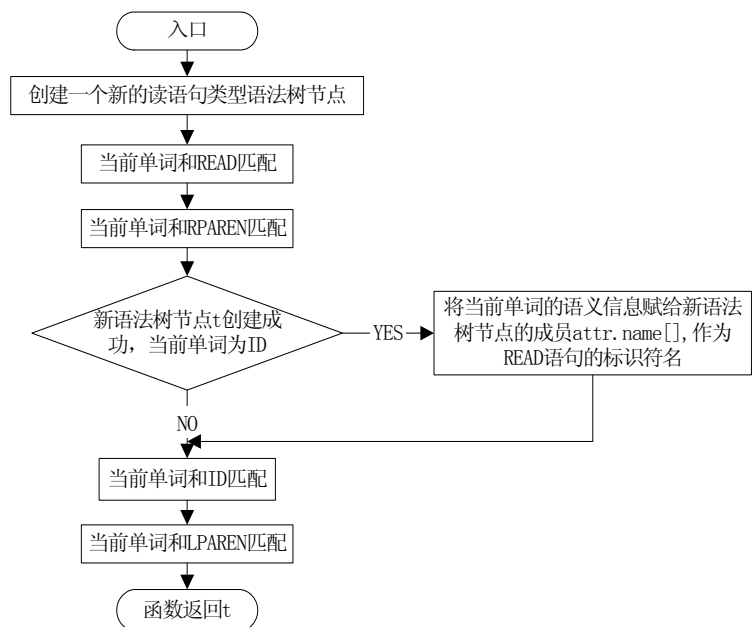 入口
创建一个新的读语句类型语法树节点
当前单词和READ匹配
当前单词和RPAREN匹配
新语法树节点t创建成
功，当前单词为ID
YES
将当前单词的语义信息赋给新语法
树节点的成员attr.name[],作为
READ语句的标识符名
NO
当前单词和ID匹配
当前单词和LPAREN匹配
函数返回t